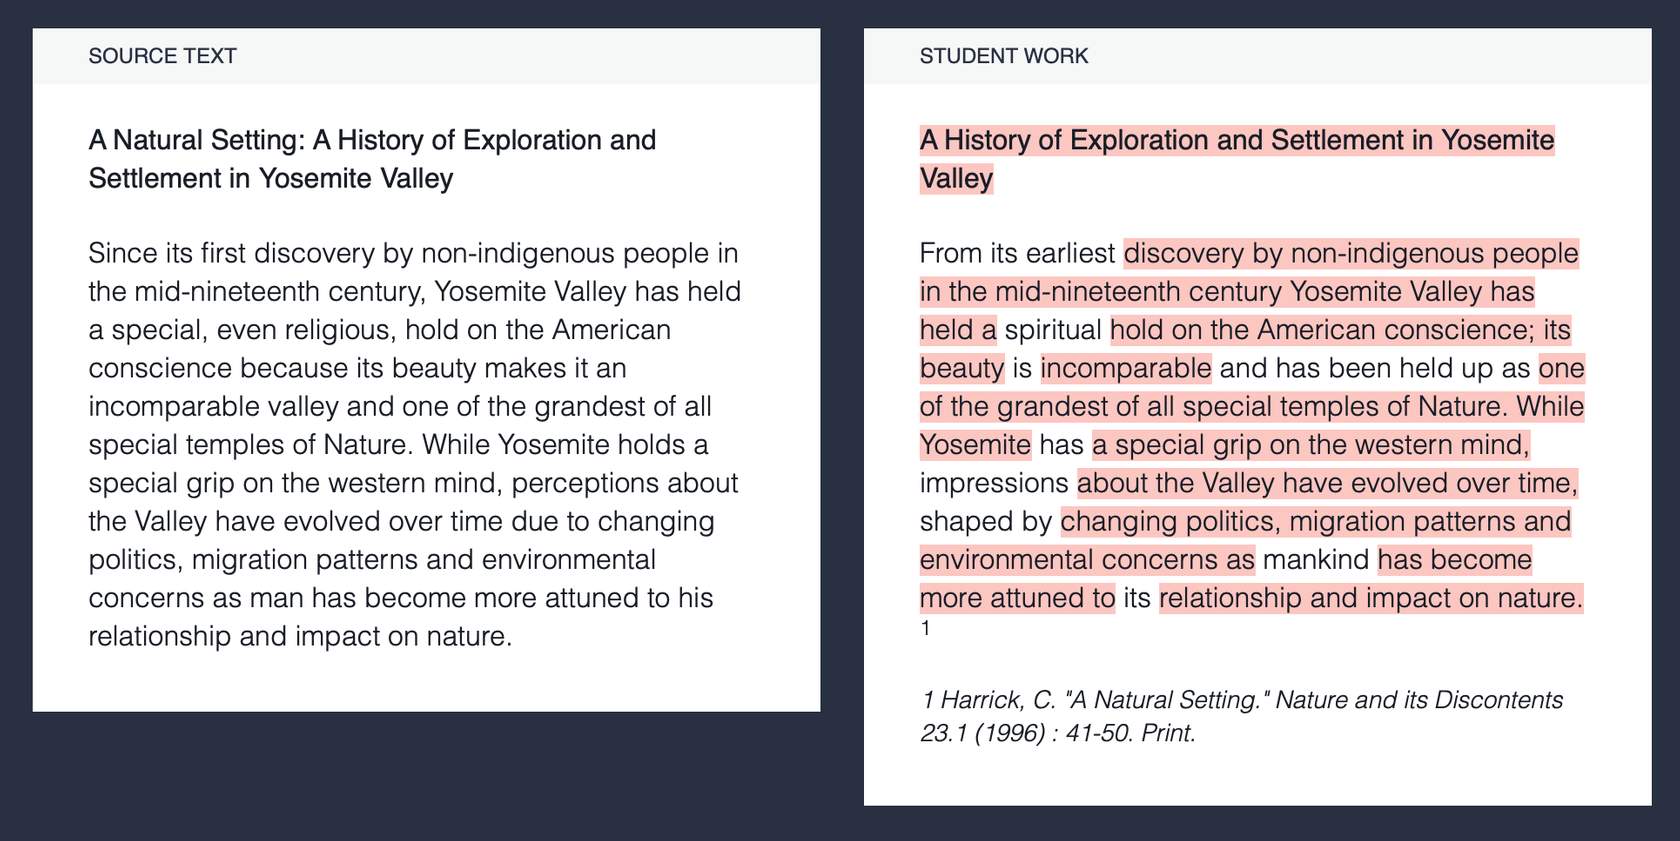 SOURCE TEXT
A Natural Setting: A History of Exploration and
Settlement in Yosemite Valley
Since its first discovery by non-indigenous people in
the mid-nineteenth century, Yosemite Valley has held
a special, even religious, hold on the American
conscience because its beauty makes it an
incomparable valley and one of the grandest of all
special temples of Nature. While Yosemite holds a
special grip on the western mind, perceptions about
the Valley have evolved over time due to changing
politics, migration patterns and environmental
concerns as man has become more attuned to his
relationship and impact on nature.
STUDENT WORK
A History of Exploration and Settlement in Yosemite
Valley
From its earliest discovery by non-indigenous people
in the mid-nineteenth century Yosemite Valley has
held a spiritual hold on the American conscience; its
beauty is incomparable and has been held up as one
of the grandest of all special temples of Nature. While
Yosemite has a special grip on the western mind,
impressions about the Valley have evolved over time,
shaped by changing politics, migration patterns and
environmental concerns as mankind has become
more attuned to its relationship and impact on nature.
1
1 Harrick, C. "A Natural Setting." Nature and its Discontents
23.1 (1996) : 41-50. Print.